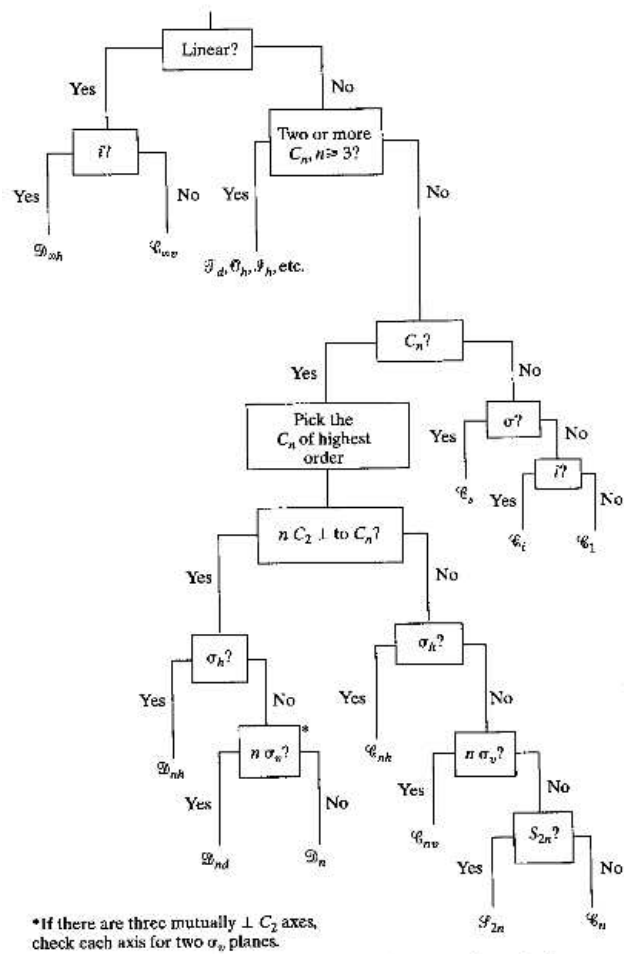 Linear?
Yes
No
i?
Two or more
Cₙ, n ≥ 3?
Yes
No
Yes
No
𝒟∞h
𝒞∞v
𝒯d, 𝒪h, ℐh, etc.
Cₙ?
Yes
No
Pick the
Cₙ of highest
order
σ?
Yes
No
𝒞s
i?
Yes
No
𝒞i
𝒞1
n C₂ ⊥ to Cₙ?
Yes
No
σh?
σh?
Yes
No
Yes
No
𝒟nh
n σv?*
𝒞nh
n σv?
Yes
No
Yes
No
𝒟nd
𝒟n
𝒞nv
S₂ₙ?
Yes
No
𝒮2n
𝒞n
*If there are three mutually ⊥ C₂ axes,
check each axis for two σv planes.